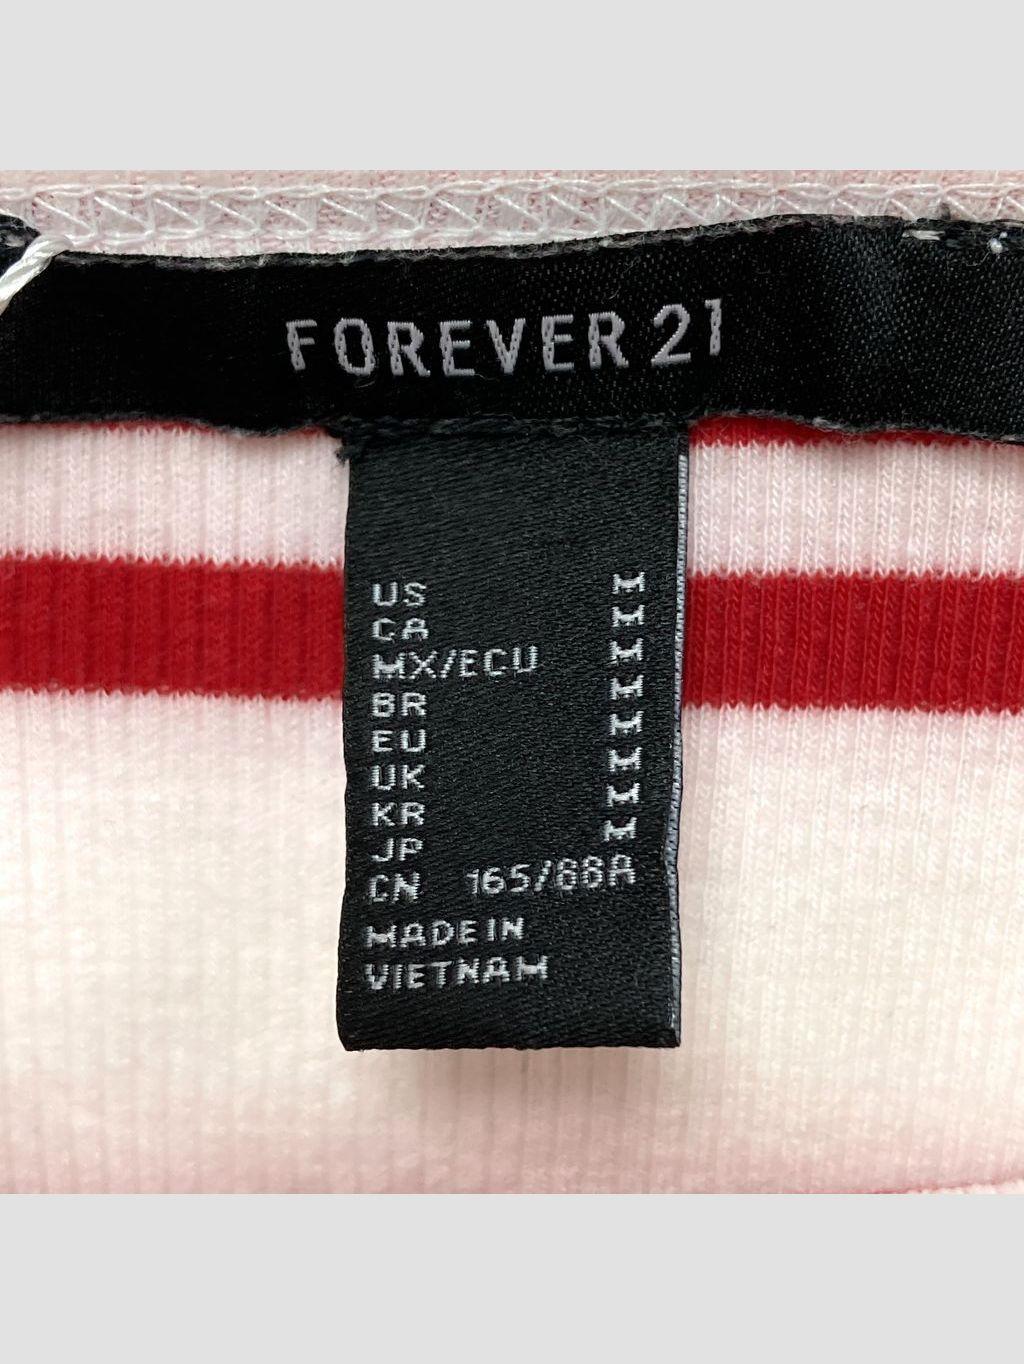 FOREVER 21
US M
CA M
MX/ECU M
BR M
EU M
UK M
KR M
JP M
CN 165/88A
MADE IN
VIETNAM